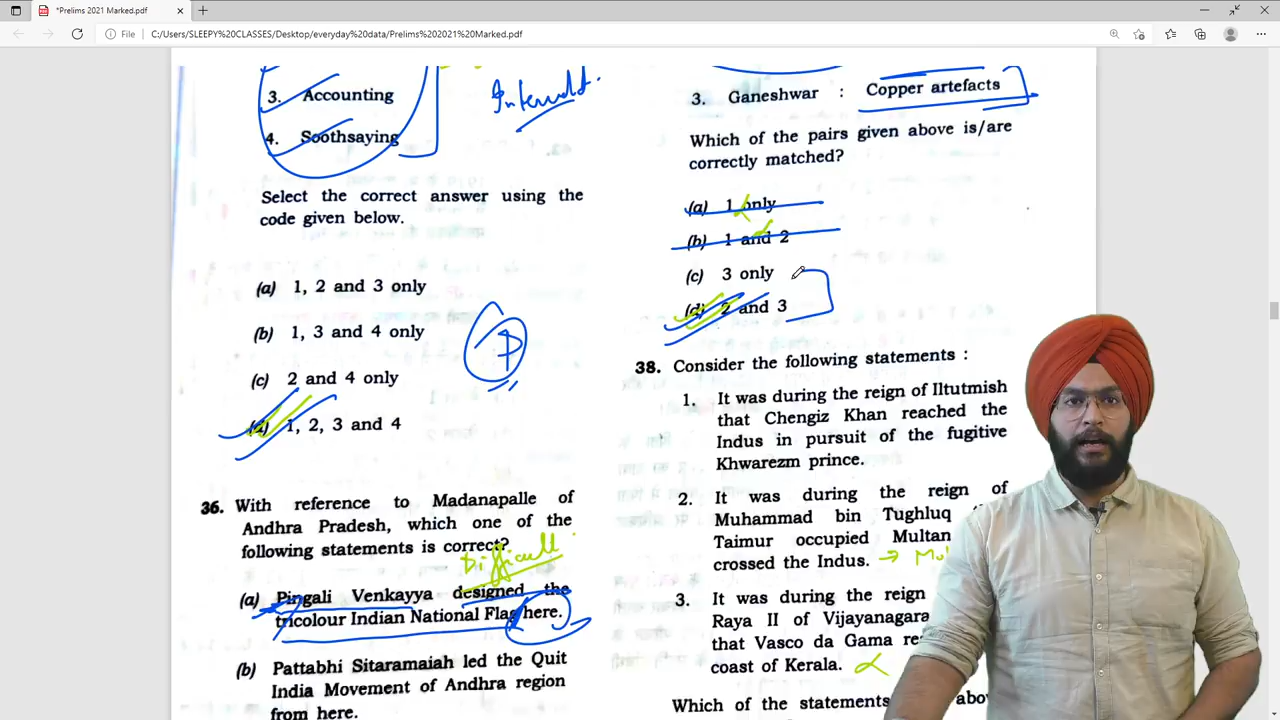 *Prelims 2021 Marked.pdf
File
C:/Users/SLEEPY%20CLASSES/Desktop/everyday%20data/Prelims%202021%20Marked.pdf
3. Accounting
4. Soothsaying
Select the correct answer using the
code given below.
(a) 1, 2 and 3 only
(b) 1, 3 and 4 only
(c) 2 and 4 only
(d) 1, 2, 3 and 4
P
36. With reference to Madanapalle of
Andhra Pradesh, which one of the
following statements is correct?
Difficult
(a) Pingali Venkayya designed the
tricolour Indian National Flag here.
(b) Pattabhi Sitaramaiah led the Quit
India Movement of Andhra region
from here.
3. Ganeshwar : Copper artefacts
Which of the pairs given above is/are
correctly matched?
(a) 1 only
(b) 1 and 2
(c) 3 only
(d) 2 and 3
38. Consider the following statements :
1. It was during the reign of Iltutmish
that Chengiz Khan reached the
Indus in pursuit of the fugitive
Khwarezm prince.
2. It was during the reign of
Muhammad bin Tughluq
Taimur occupied Multan
crossed the Indus.
3. It was during the reign
Raya II of Vijayanagara
that Vasco da Gama
coast of Kerala.
Which of the statements